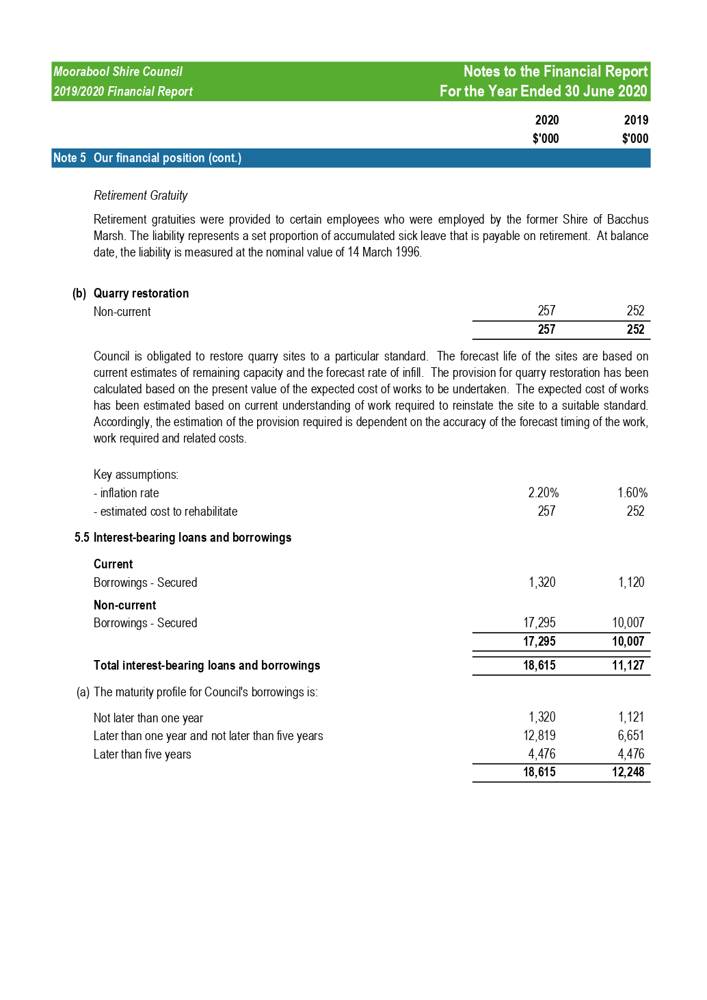 Moorabool Shire Council Notes to the Financial Report
2019/2020 Financial Report For the Year Ended 30 June 2020
2020 2019
$'000 $'000
Note 5 Our financial position (cont.)
Retirement Gratuity
Retirement gratuities were provided to certain employees who were employed by the former Shire of Bacchus
Marsh. The liability represents a set proportion of accumulated sick leave that is payable on retirement. At balance
date, the liability is measured at the nominal value of 14 March 1996.
(b) Quarry restoration
Non-current 257 252
257 252
Council is obligated to restore quarry sites to a particular standard. The forecast life of the sites are based on
current estimates of remaining capacity and the forecast rate of infill. The provision for quarry restoration has been
calculated based on the present value of the expected cost of works to be undertaken. The expected cost of works
has been estimated based on current understanding of work required to reinstate the site to a suitable standard.
Accordingly, the estimation of the provision required is dependent on the accuracy of the forecast timing of the work,
work required and related costs.
Key assumptions:
- inflation rate 2.20% 1.60%
- estimated cost to rehabilitate 257 252
5.5 Interest-bearing loans and borrowings
Current
Borrowings - Secured 1,320 1,120
Non-current
Borrowings - Secured 17,295 10,007
17,295 10,007
Total interest-bearing loans and borrowings 18,615 11,127
(a) The maturity profile for Council's borrowings is:
Not later than one year 1,320 1,121
Later than one year and not later than five years 12,819 6,651
Later than five years 4,476 4,476
18,615 12,248